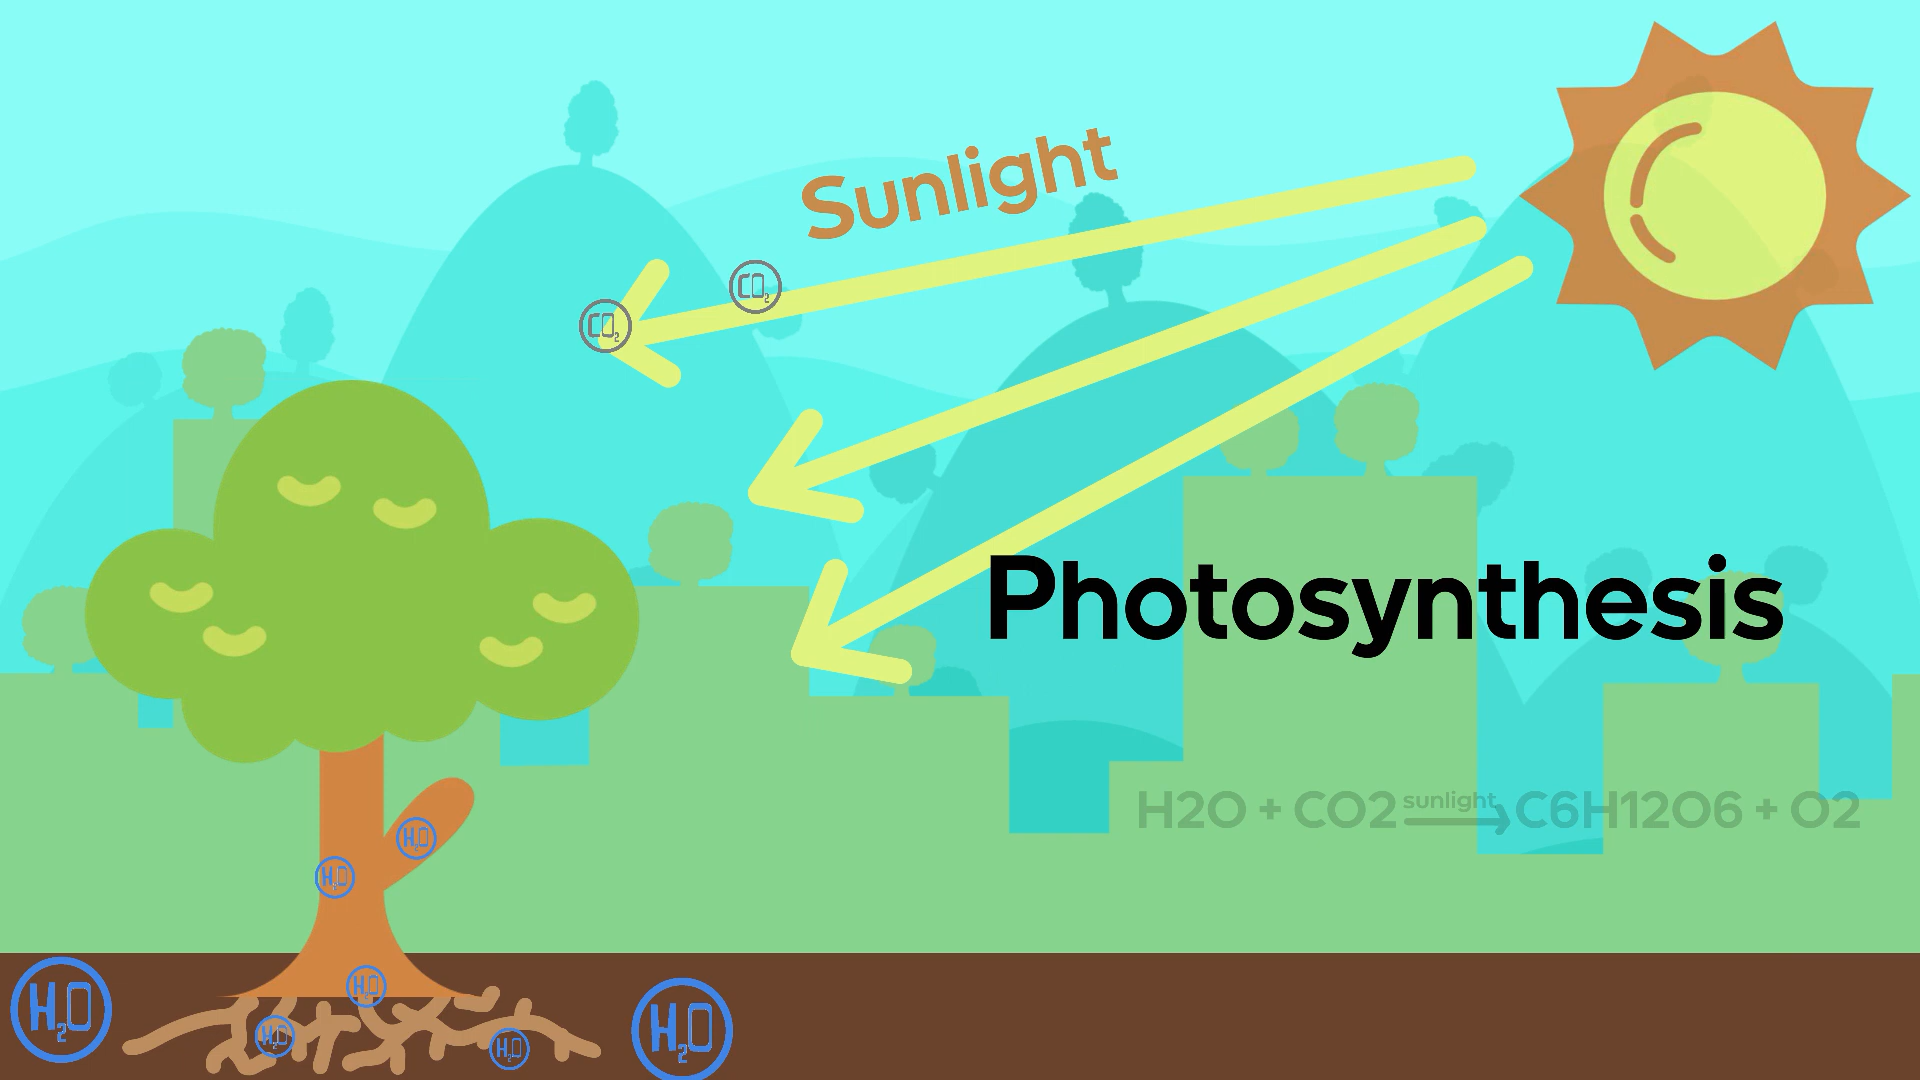 Sunlight
CO₂
CO₂
Photosynthesis
H2O + CO2 sunlight C6H12O6 + O2
H₂O
H₂O
H₂O
H₂O
H₂O
H₂O
H₂O